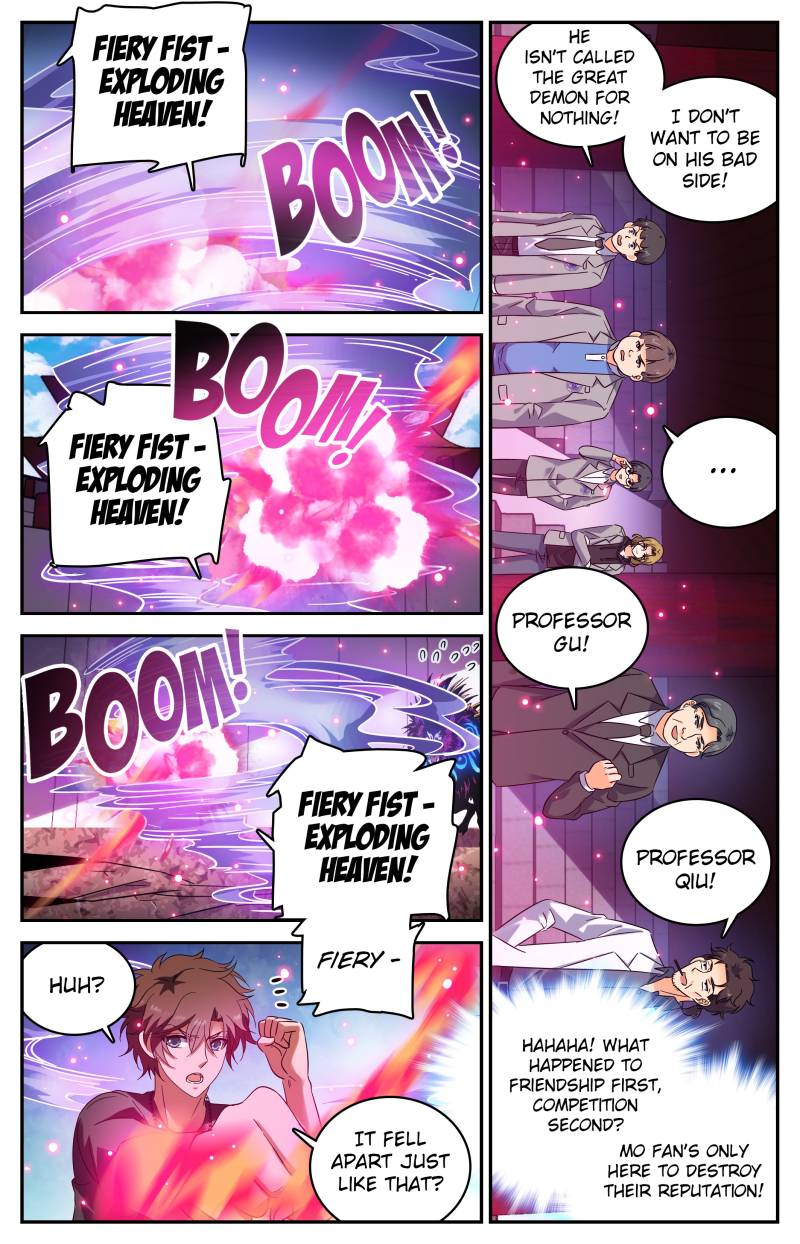 FIERY FIST -
EXPLODING
HEAVEN!
BOOM!
BOOM!
FIERY FIST -
EXPLODING
HEAVEN!
BOOM!
FIERY FIST -
EXPLODING
HEAVEN!
FIERY -
HUH?
IT FELL
APART JUST
LIKE THAT?
HE
ISN'T CALLED
THE GREAT
DEMON FOR
NOTHING!
I DON'T
WANT TO BE
ON HIS BAD
SIDE!
...
PROFESSOR
GU!
PROFESSOR
QIU!
HAHAHA! WHAT
HAPPENED TO
FRIENDSHIP FIRST,
COMPETITION
SECOND?
MO FAN'S ONLY
HERE TO DESTROY
THEIR REPUTATION!